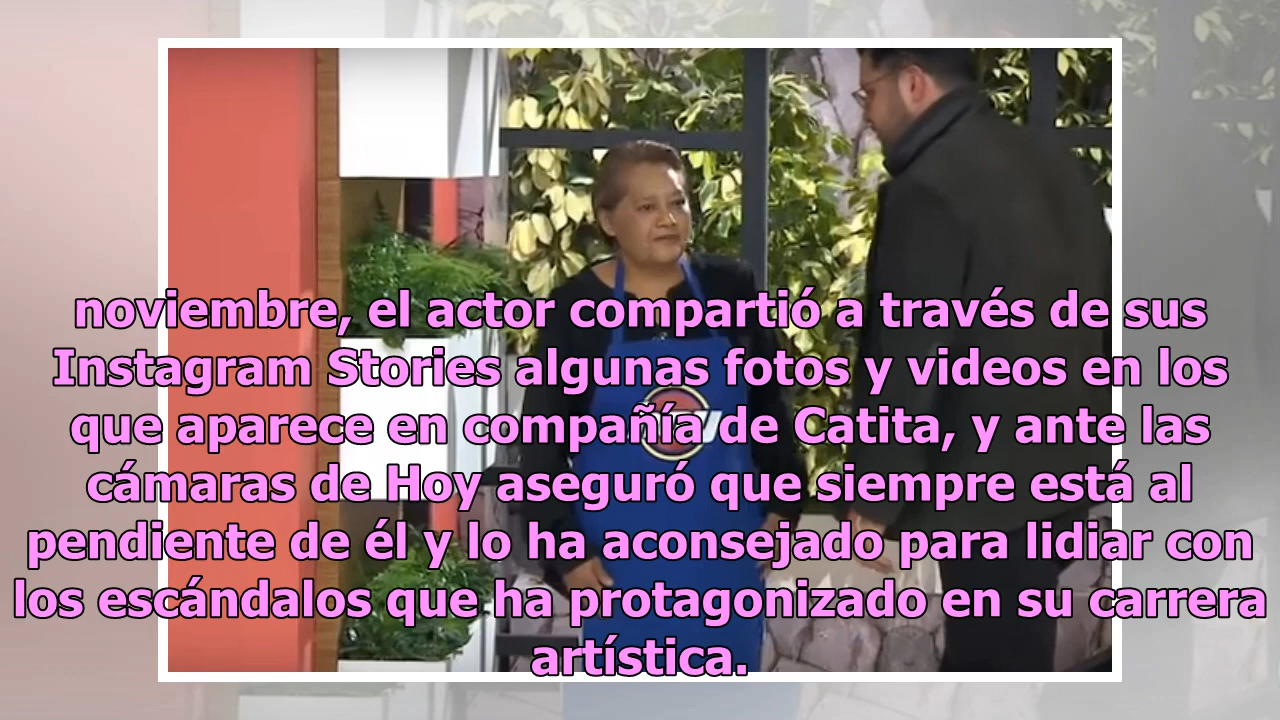 noviembre, el actor compartió a través de sus
Instagram Stories algunas fotos y videos en los
que aparece en compañía de Catita, y ante las
cámaras de Hoy aseguró que siempre está al
pendiente de él y lo ha aconsejado para lidiar con
los escándalos que ha protagonizado en su carrera
artística.